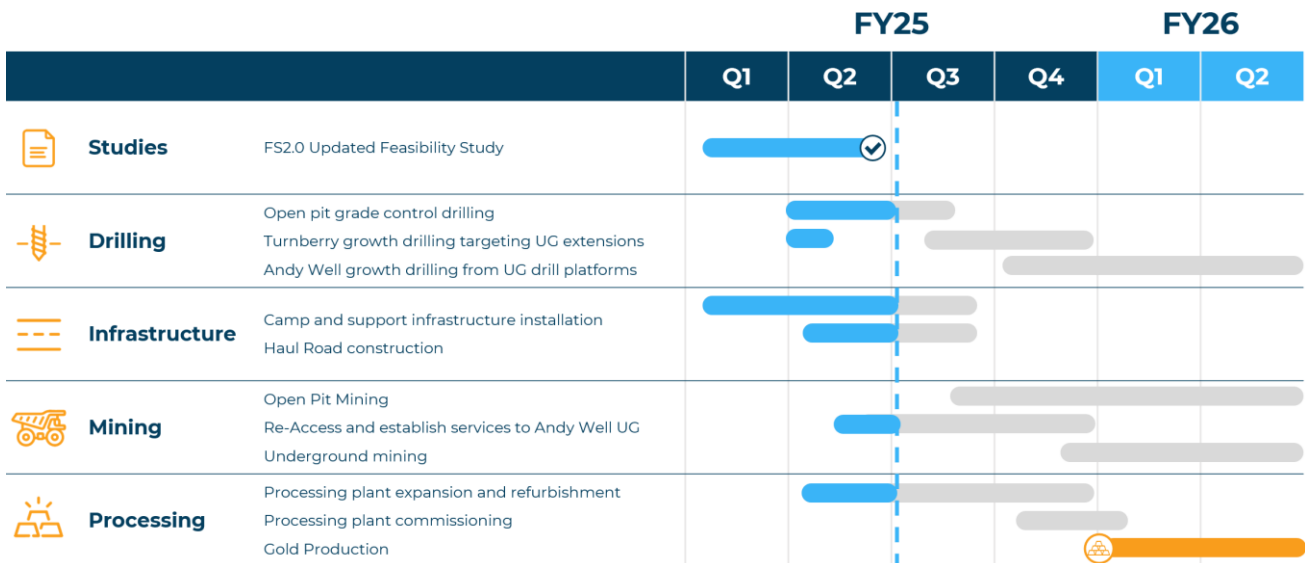 FY25 FY26
Q1 Q2 Q3 Q4 Q1 Q2
Studies FS2.0 Updated Feasibility Study
Open pit grade control drilling
Drilling Turnberry growth drilling targeting UG extensions
Andy Well growth drilling from UG drill platforms
Camp and support infrastructure installation
Infrastructure
Haul Road construction
Open Pit Mining
Mining Re-Access and establish services to Andy Well UG
Underground mining
Processing plant expansion and refurbishment
Processing Processing plant commissioning
Gold Production